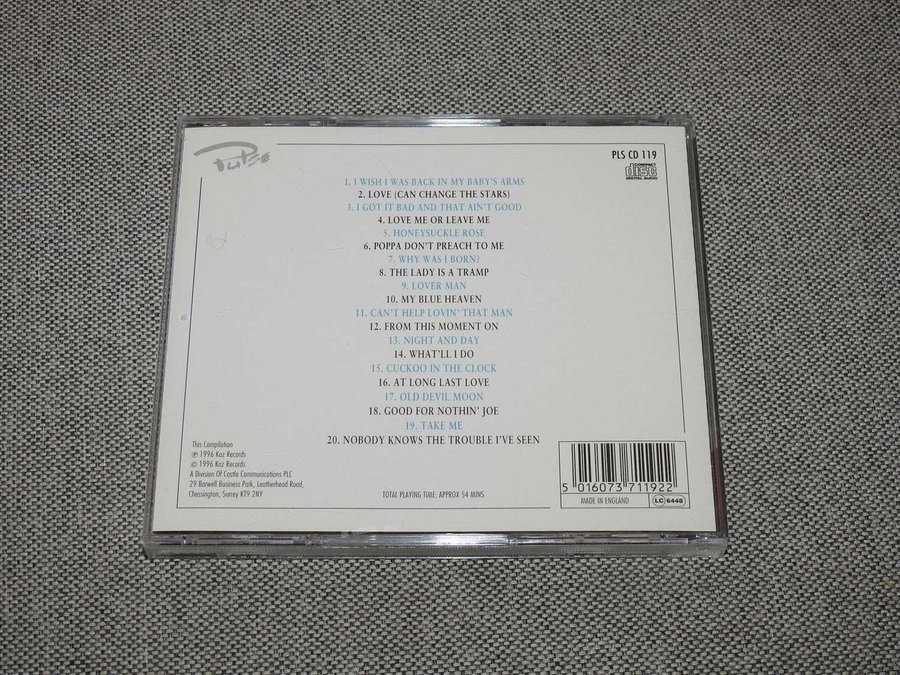 Pulse
PLS CD 119
COMPACT
disc
DIGITAL AUDIO
1. I WISH I WAS BACK IN MY BABY'S ARMS
2. LOVE (CAN CHANGE THE STARS)
3. I GOT IT BAD AND THAT AIN'T GOOD
4. LOVE ME OR LEAVE ME
5. HONEYSUCKLE ROSE
6. POPPA DON'T PREACH TO ME
7. WHY WAS I BORN?
8. THE LADY IS A TRAMP
9. LOVER MAN
10. MY BLUE HEAVEN
11. CAN'T HELP LOVIN' THAT MAN
12. FROM THIS MOMENT ON
13. NIGHT AND DAY
14. WHAT'LL I DO
15. CUCKOO IN THE CLOCK
16. AT LONG LAST LOVE
17. OLD DEVIL MOON
18. GOOD FOR NOTHIN' JOE
19. TAKE ME
20. NOBODY KNOWS THE TROUBLE I'VE SEEN
This Compilation
℗ 1996 Kaz Records
© 1996 Kaz Records
A Division Of Castle Communications PLC
29 Barwell Business Park, Leatherhead Road,
Chessington, Surrey KT9 2NY
TOTAL PLAYING TIME: APPROX 54 MINS
5 016073 711922
MADE IN ENGLAND
LC 6448